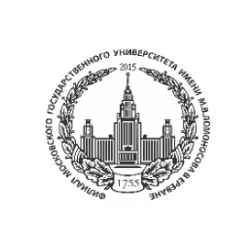 ФИЛИАЛ МОСКОВСКОГО ГОСУДАРСТВЕННОГО УНИВЕРСИТЕТА ИМЕНИ М.В.ЛОМОНОСОВА В ЕРЕВАНЕ
2015
1755